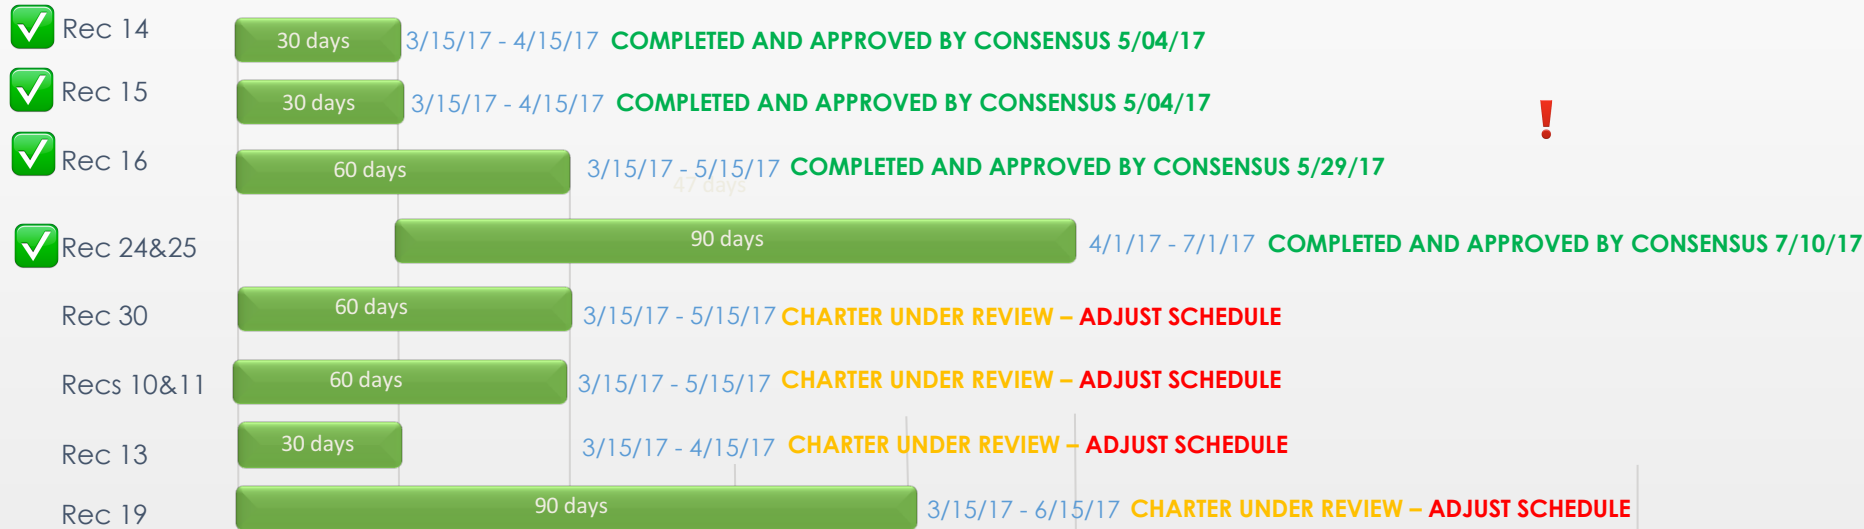 Rec 14 30 days 3/15/17 - 4/15/17 COMPLETED AND APPROVED BY CONSENSUS 5/04/17
Rec 15 30 days 3/15/17 - 4/15/17 COMPLETED AND APPROVED BY CONSENSUS 5/04/17
!
Rec 16 60 days 3/15/17 - 5/15/17 COMPLETED AND APPROVED BY CONSENSUS 5/29/17
47 days
Rec 24&25 90 days 4/1/17 - 7/1/17 COMPLETED AND APPROVED BY CONSENSUS 7/10/17
Rec 30 60 days 3/15/17 - 5/15/17 CHARTER UNDER REVIEW – ADJUST SCHEDULE
Recs 10&11 60 days 3/15/17 - 5/15/17 CHARTER UNDER REVIEW – ADJUST SCHEDULE
Rec 13 30 days 3/15/17 - 4/15/17 CHARTER UNDER REVIEW – ADJUST SCHEDULE
Rec 19 90 days 3/15/17 - 6/15/17 CHARTER UNDER REVIEW – ADJUST SCHEDULE